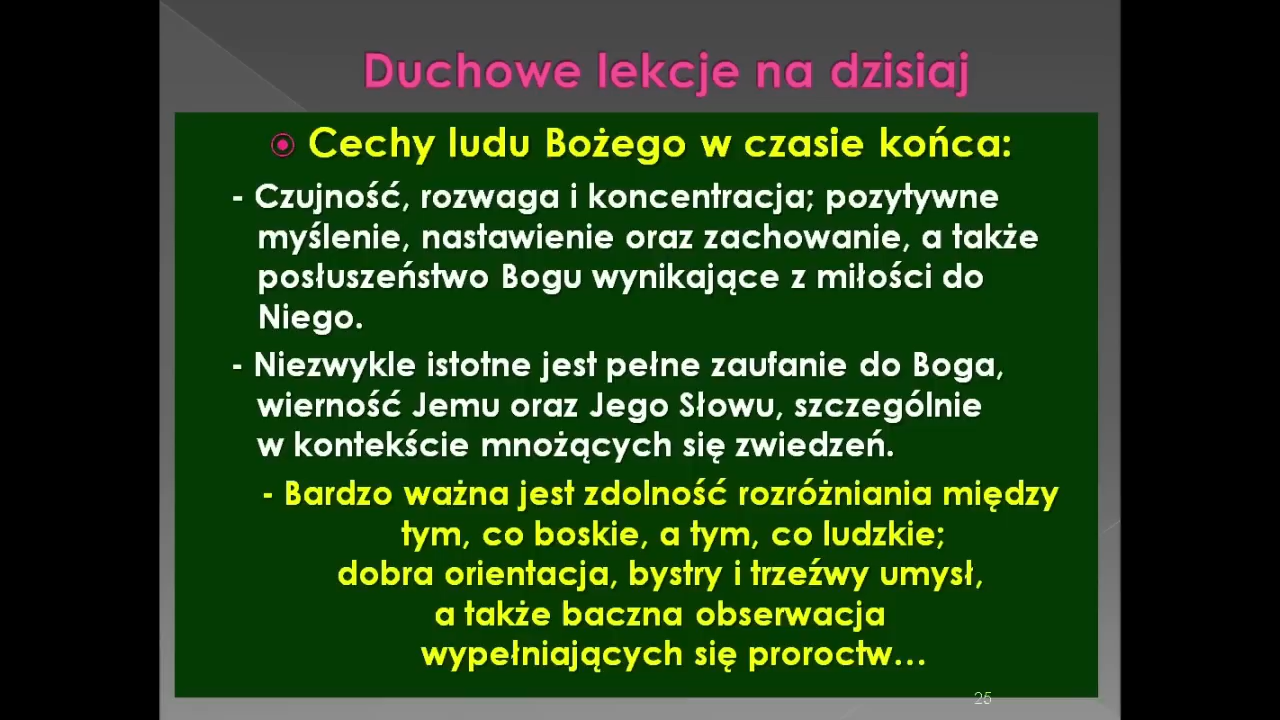 Duchowe lekcje na dzisiaj
Cechy ludu Bożego w czasie końca:
- Czujność, rozwaga i koncentracja; pozytywne
myślenie, nastawienie oraz zachowanie, a także
posłuszeństwo Bogu wynikające z miłości do
Niego.
- Niezwykle istotne jest pełne zaufanie do Boga,
wierność Jemu oraz Jego Słowu, szczególnie
w kontekście mnożących się zwiedzeń.
- Bardzo ważna jest zdolność rozróżniania między
tym, co boskie, a tym, co ludzkie;
dobra orientacja, bystry i trzeźwy umysł,
a także baczna obserwacja
wypełniających się proroctw...
25